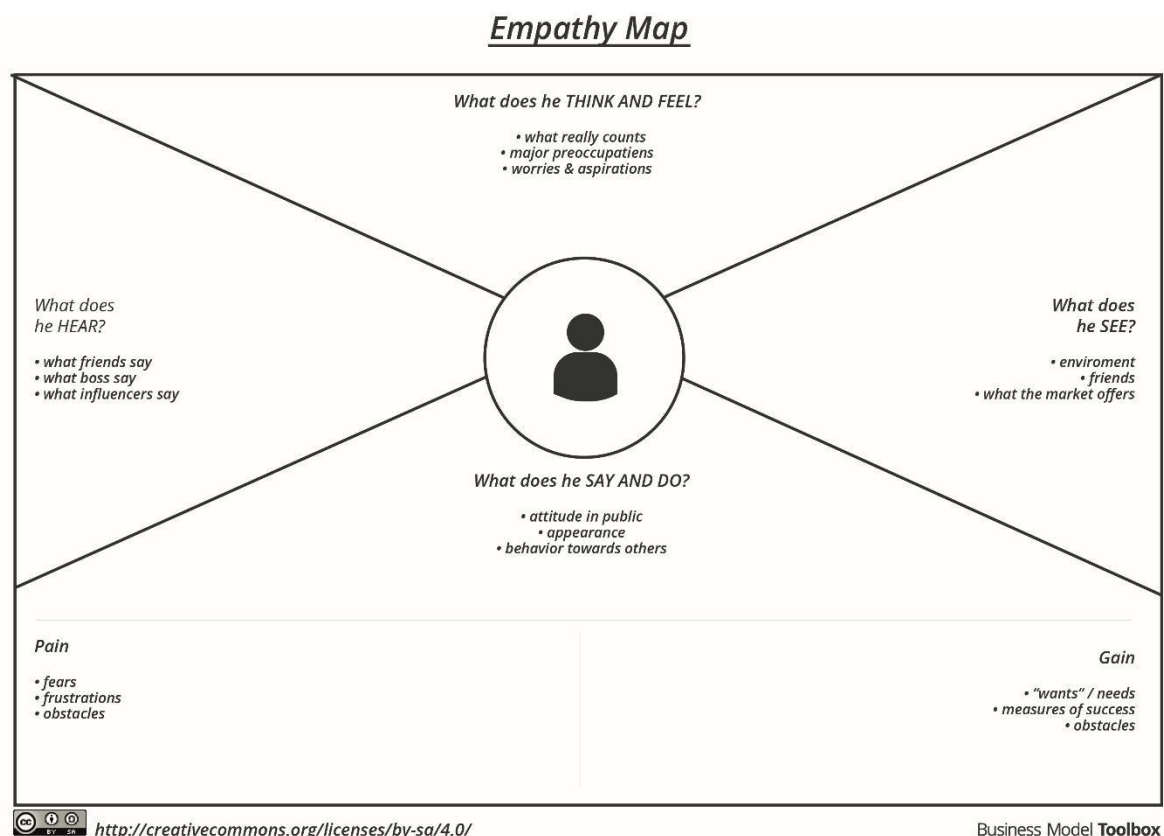 Empathy Map
What does he THINK AND FEEL?
• what really counts
• major preoccupatiens
• worries & aspirations
What does
he HEAR?
• what friends say
• what boss say
• what influencers say
What does
he SEE?
• enviroment
• friends
• what the market offers
What does he SAY AND DO?
• attitude in public
• appearance
• behavior towards others
Pain
• fears
• frustrations
• obstacles
Gain
• “wants” / needs
• measures of success
• obstacles
cc BY SA
http://creativecommons.org/licenses/by-sa/4.0/
Business Model Toolbox